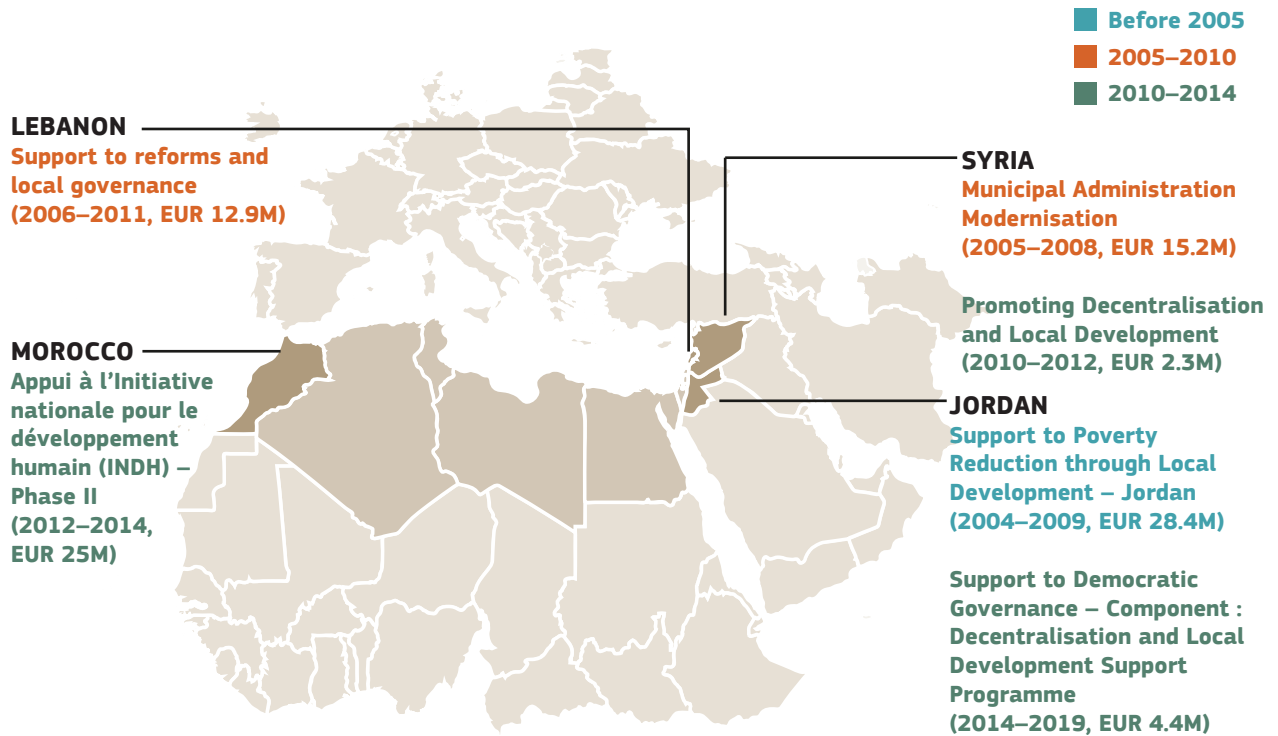 Before 2005
2005–2010
2010–2014
LEBANON
Support to reforms and
local governance
(2006–2011, EUR 12.9M)
SYRIA
Municipal Administration
Modernisation
(2005–2008, EUR 15.2M)
Promoting Decentralisation
and Local Development
(2010–2012, EUR 2.3M)
MOROCCO
Appui à l’Initiative
nationale pour le
développement
humain (INDH) –
Phase II
(2012–2014,
EUR 25M)
JORDAN
Support to Poverty
Reduction through Local
Development – Jordan
(2004–2009, EUR 28.4M)
Support to Democratic
Governance – Component :
Decentralisation and Local
Development Support
Programme
(2014–2019, EUR 4.4M)